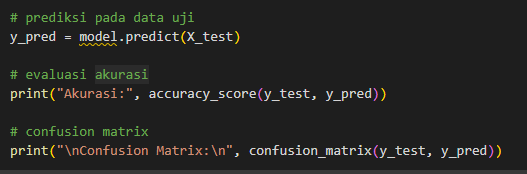 # prediksi pada data uji
y_pred = model.predict(X_test)
# evaluasi akurasi
print("Akurasi:", accuracy_score(y_test, y_pred))
# confusion matrix
print("\nConfusion Matrix:\n", confusion_matrix(y_test, y_pred))